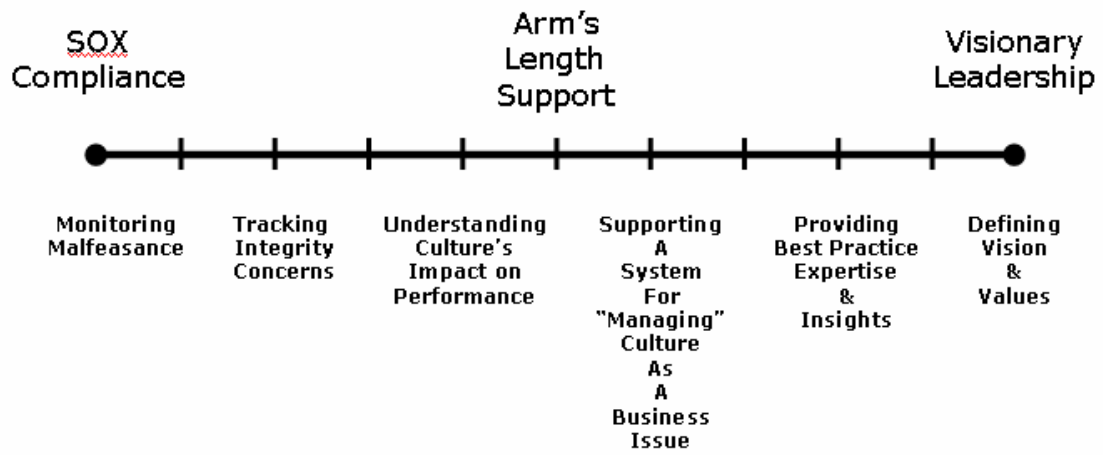 SOX
Compliance
Arm’s
Length
Support
Visionary
Leadership
Monitoring
Malfeasance
Tracking
Integrity
Concerns
Understanding
Culture’s
Impact on
Performance
Supporting
A
System
For
“Managing”
Culture
As
A
Business
Issue
Providing
Best Practice
Expertise
&
Insights
Defining
Vision
&
Values